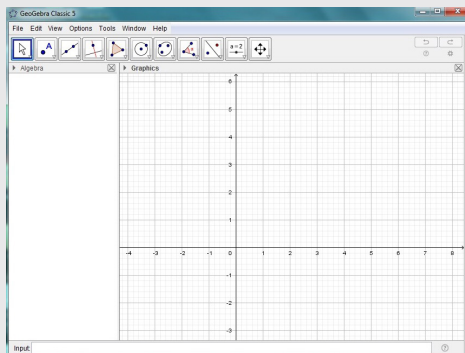 GeoGebra Classic 5
File Edit View Options Tools Window Help
A
a=2
Algebra
Graphics
6
5
4
3
2
1
-4 -3 -2 -1 0 1 2 3 4 5 6 7 8
-1
-2
-3
Input